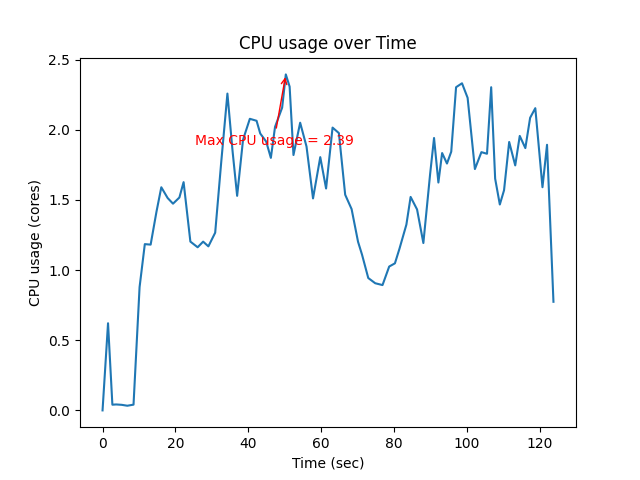 CPU usage over Time
2.5
2.0
1.5
1.0
0.5
0.0
CPU usage (cores)
Max CPU usage = 2.39
0 20 40 60 80 100 120
Time (sec)